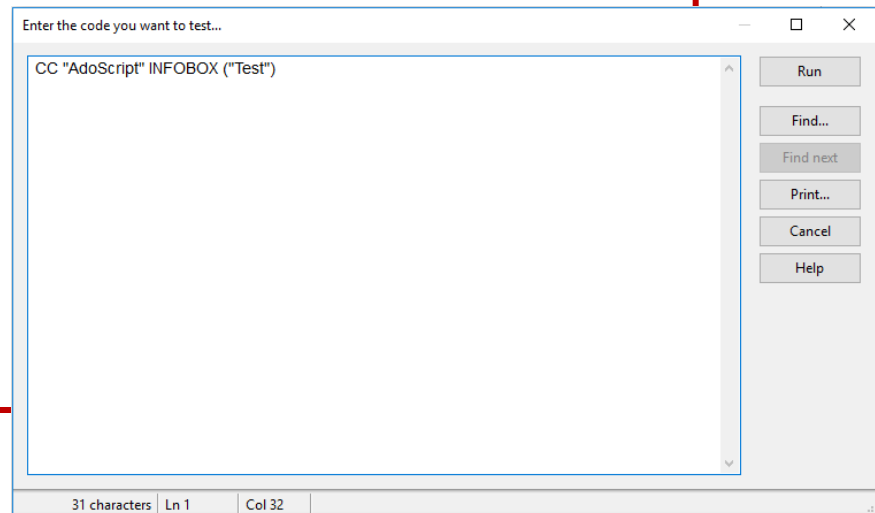 Enter the code you want to test...
CC "AdoScript" INFOBOX ("Test")
Run
Find...
Find next
Print...
Cancel
Help
31 characters Ln 1 Col 32